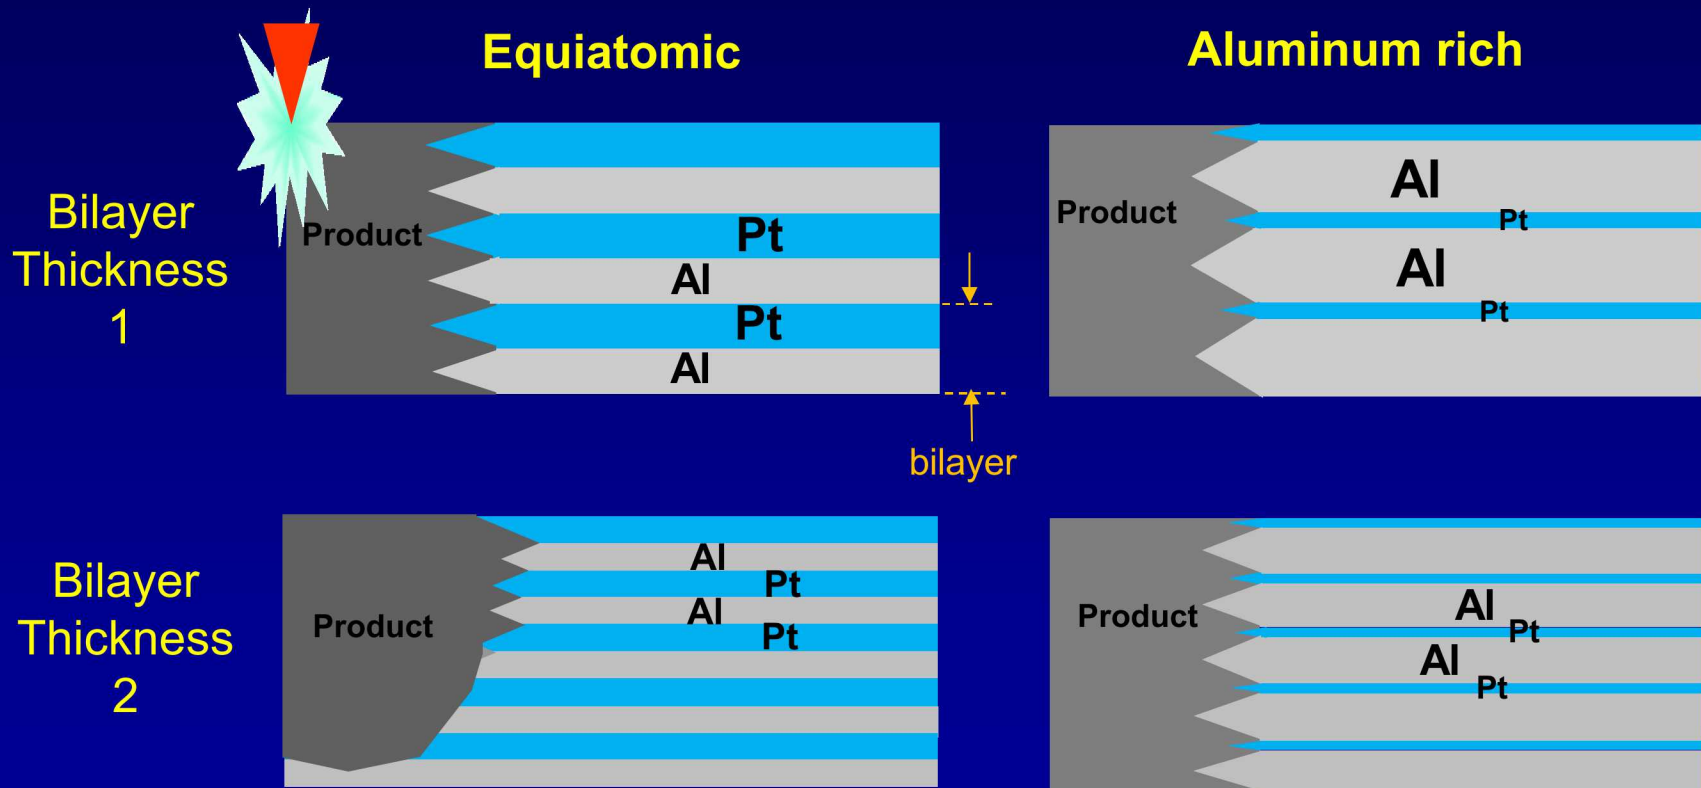 Equiatomic
Aluminum rich
Bilayer
Thickness
1
Product
Pt
Al
Pt
Al
bilayer
Product
Al
Pt
Al
Pt
Bilayer
Thickness
2
Product
Al
Pt
Al
Pt
Product
Al
Pt
Al
Pt